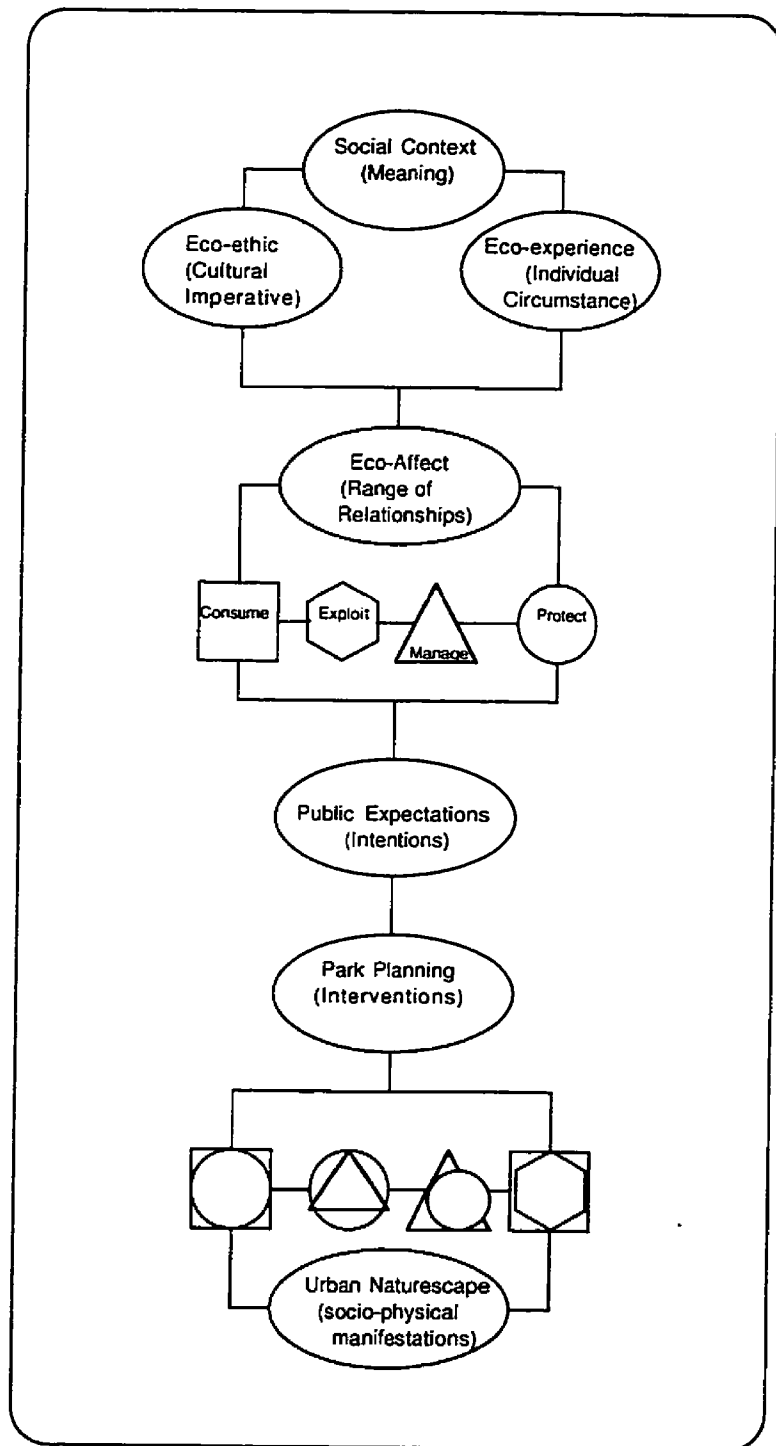 Social Context
(Meaning)
Eco-ethic
(Cultural
Imperative)
Eco-experience
(Individual
Circumstance)
Eco-Affect
(Range of
Relationships)
Consume
Exploit
Manage
Protect
Public Expectations
(Intentions)
Park Planning
(Interventions)
Urban Naturescape
(socio-physical
manifestations)